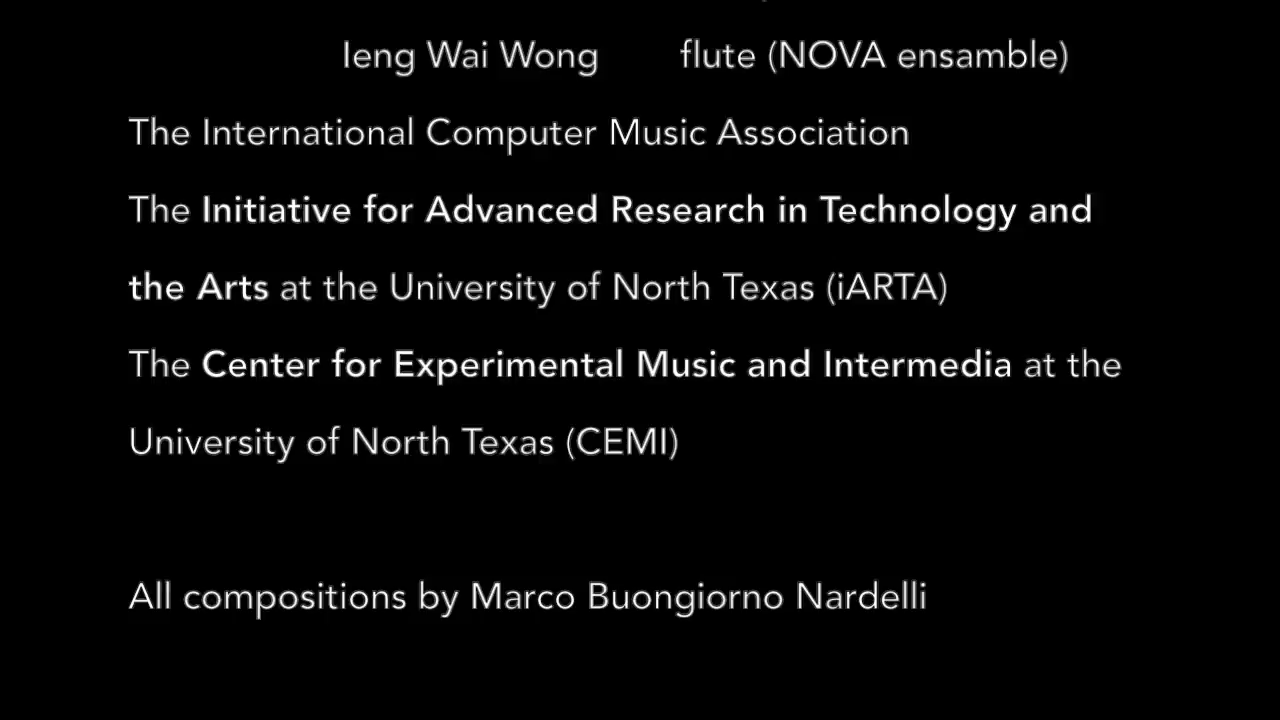 Ieng Wai Wong flute (NOVA ensamble)
The International Computer Music Association
The Initiative for Advanced Research in Technology and
the Arts at the University of North Texas (iARTA)
The Center for Experimental Music and Intermedia at the
University of North Texas (CEMI)
All compositions by Marco Buongiorno Nardelli